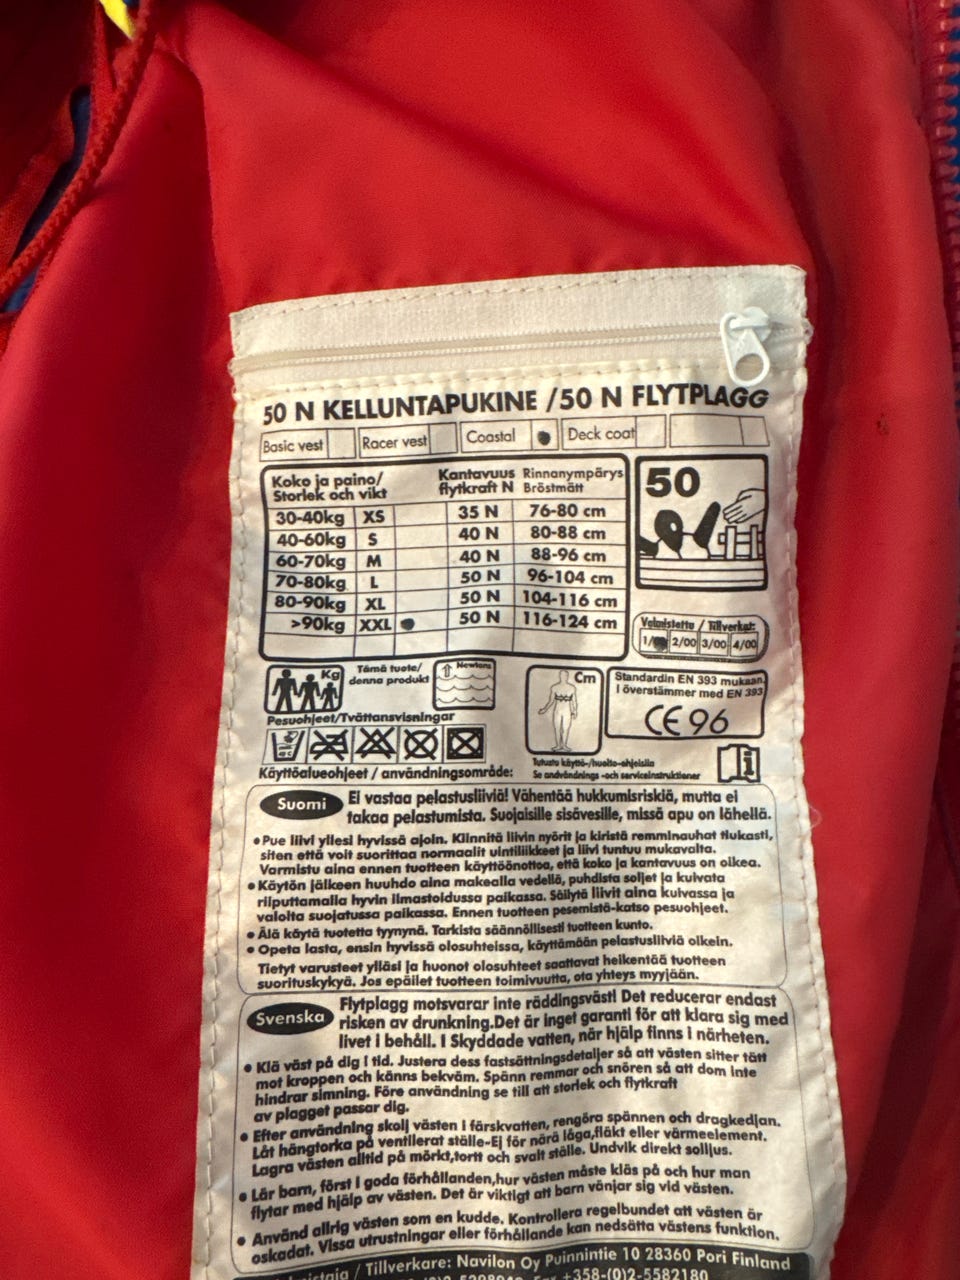 50 N KELLUNTAPUKINE /50 N FLYTPLAGG
Basic vest Racer vest Coastal Deck coat
Koko ja paino/ Kantavuus Rinnanympärys
Storlek och vikt flytkraft N Bröstmått
30-40kg XS 35 N 76-80 cm
40-60kg S 40 N 80-88 cm
60-70kg M 40 N 88-96 cm
70-80kg L 50 N 96-104 cm
80-90kg XL 50 N 104-116 cm
>90kg XXL 50 N 116-124 cm
50
Valmistettu / Tillverkat:
1/ 2/00 3/00 4/00
Kg
Tämä tuote/
denna produkt
Newtons
Cm
Standardin EN 393 mukaan.
I överstämmer med EN 393
CE 96
Pesuohjeet/Tvättansvisningar
Tutustu käyttö-/huolto-ohjeisiin
Se andvändnings -och serviceinstruktioner
i
Käyttöalueohjeet / användningsområde:
Suomi
Ei vastaa pelastusliiviä! Vähentää hukkumisriskiä, mutta ei
takaa pelastumista. Suojaisille sisävesille, missä apu on lähellä.
• Pue liivi yllesi hyvissä ajoin. Kiinnitä liivin nyörit ja kiristä remminauhat tiukasti,
siten että voit suorittaa normaalit uintiliikkeet ja liivi tuntuu mukavalta.
Varmistu aina ennen tuotteen käyttöönottoa, että koko ja kantavuus on oikea.
• Käytön jälkeen huuhdo aina makealla vedellä, puhdista soljet ja kuivata
riiputtamalla hyvin ilmastoidussa paikassa. Säilytä liivit aina kuivassa ja
valolta suojatussa paikassa. Ennen tuotteen pesemistä-katso pesuohjeet.
• Älä käytä tuotetta tyynynä. Tarkista säännöllisesti tuotteen kunto.
• Opeta lasta, ensin hyvissä olosuhteissa, käyttämään pelastusliiviä oikein.
Tietyt varusteet ylläsi ja huonot olosuhteet saattavat heikentää tuotteen
suorituskykyä. Jos epäilet tuotteen toimivuutta, ota yhteys myyjään.
Svenska
Flytplagg motsvarar inte räddingsväst! Det reducerar endast
risken av drunkning.Det är inget garanti för att klara sig med
livet i behåll. I Skyddade vatten, när hjälp finns i närheten.
• Klä väst på dig i tid. Justera dess fastsättningsdetaljer så att västen sitter tätt
mot kroppen och känns bekväm. Spänn remmar och snören så att dom inte
hindrar simning. Före användning se till att storlek och flytkraft
av plagget passar dig.
• Efter användning skolj västen i färskvatten, rengöra spännen och dragkedjan.
Låt hängtorka på ventilerat ställe-Ej för nära låga,fläkt eller värmeelement.
Lagra västen alltid på mörkt,torrt och svalt ställe. Undvik direkt solljus.
• Lär barn, först i goda förhållanden,hur västen måste kläs på och hur man
flytar med hjälp av västen. Det är viktigt att barn vänjar sig vid västen.
• Använd allrig västen som en kudde. Kontrollera regelbundet att västen är
oskadat. Vissa utrustningar eller förhållande kan nedsätta västens funktion.
/ Tillverkare: Navilon Oy Puinnintie 10 28360 Pori Finland
+358-(0)2-5582180